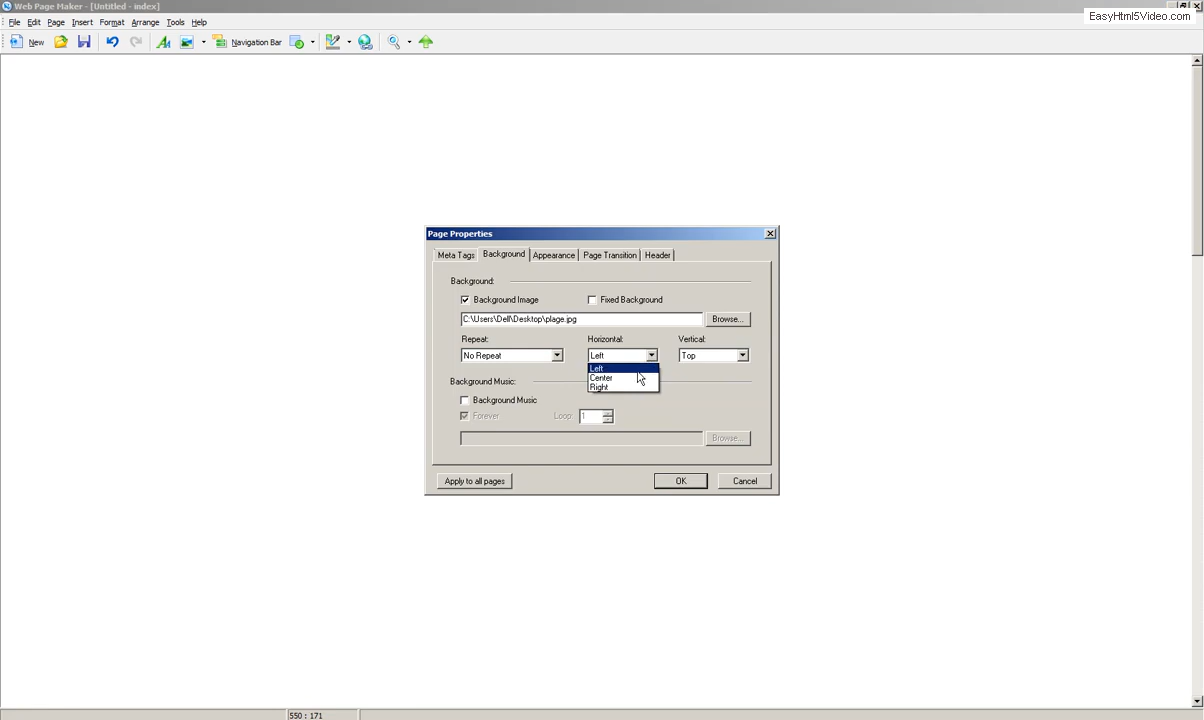 Web Page Maker - [Untitled - index]
EasyHtml5Video.com
File Edit Page Insert Format Arrange Tools Help
New Navigation Bar
Page Properties
Meta Tags Background Appearance Page Transition Header
Background:
Background Image Fixed Background
C:\Users\Dell\Desktop\plage.jpg Browse...
Repeat: Horizontal: Vertical:
No Repeat Left Top
Left
Center
Right
Background Music:
Background Music
Forever Loop: 1
Browse...
Apply to all pages OK Cancel
550 : 171